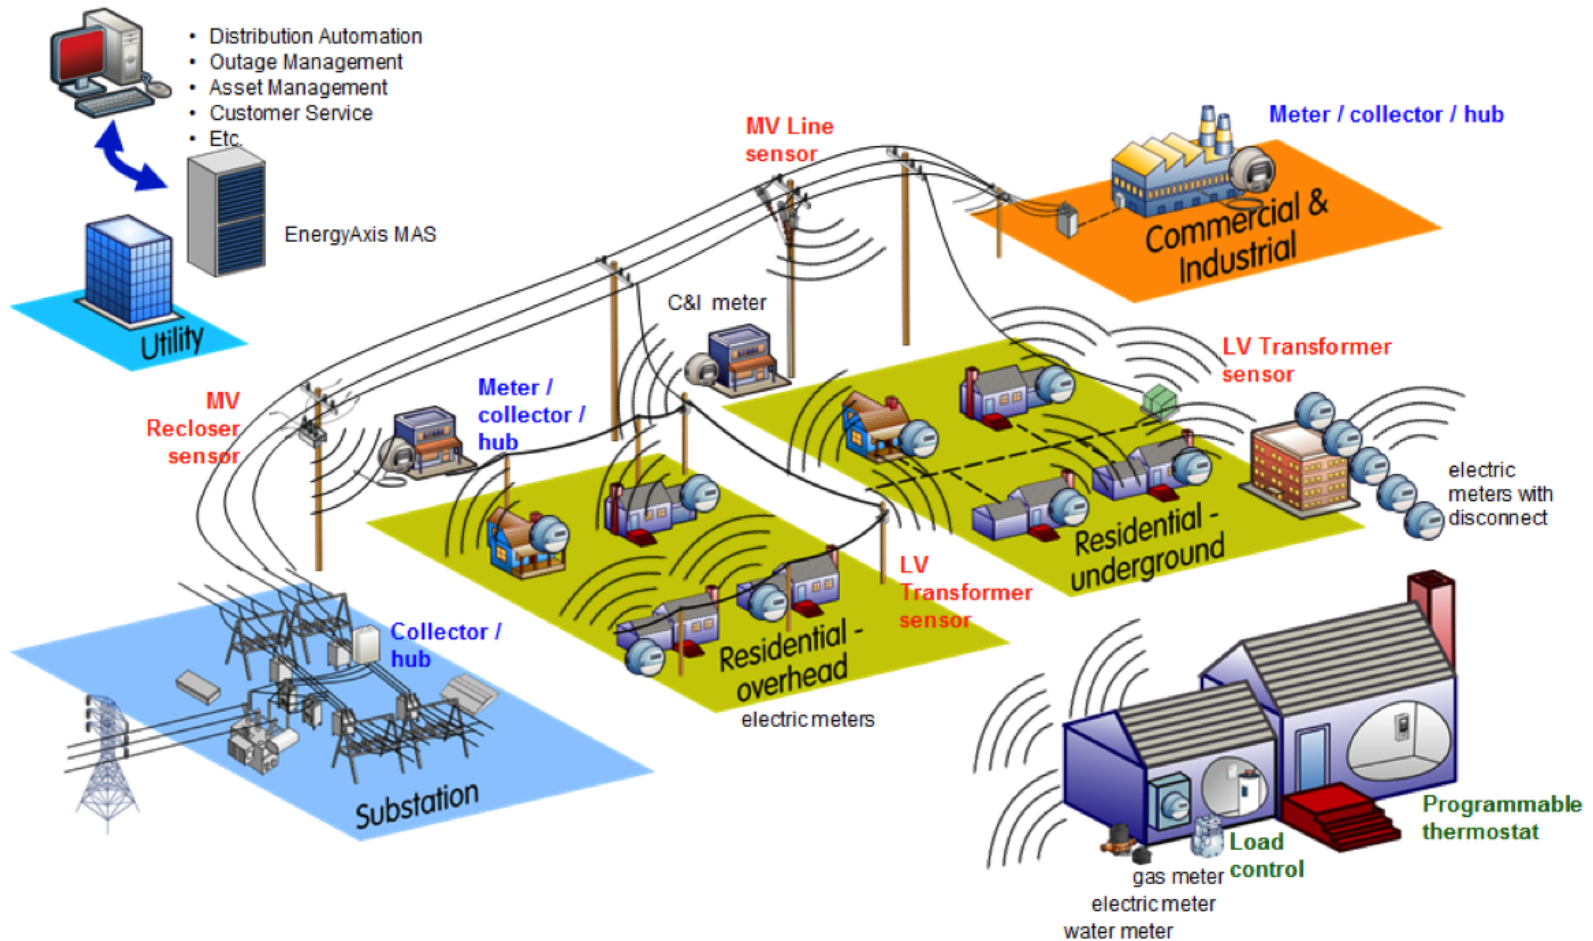 • Distribution Automation
• Outage Management
• Asset Management
• Customer Service
• Etc.
EnergyAxis MAS
Utility
MV Line
sensor
Meter / collector / hub
Commercial &
Industrial
C&I meter
Meter /
collector /
hub
MV
Recloser
sensor
LV Transformer
sensor
electric
meters with
disconnect
Residential -
underground
LV
Transformer
sensor
Residential -
overhead
electric meters
Collector /
hub
Substation
Programmable
thermostat
Load
control
gas meter
electric meter
water meter